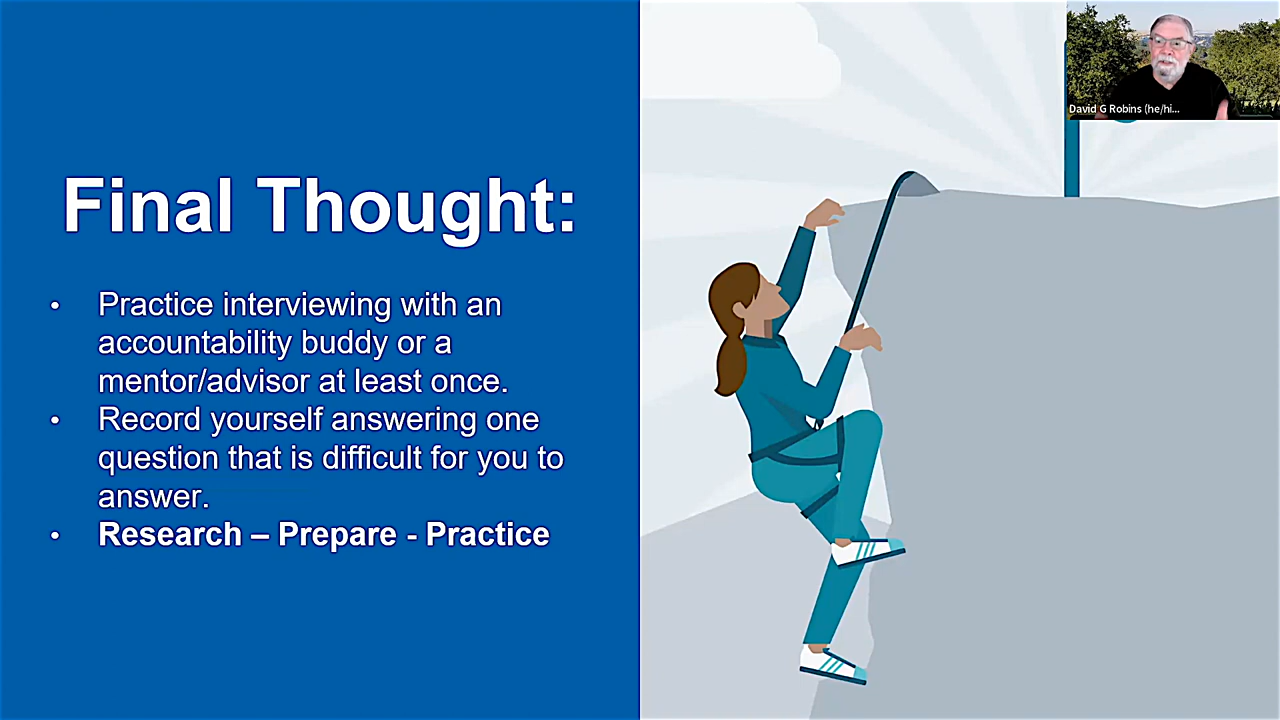 David G Robins (he/hi...
Final Thought:
• Practice interviewing with an
accountability buddy or a
mentor/advisor at least once.
• Record yourself answering one
question that is difficult for you to
answer.
• Research – Prepare - Practice